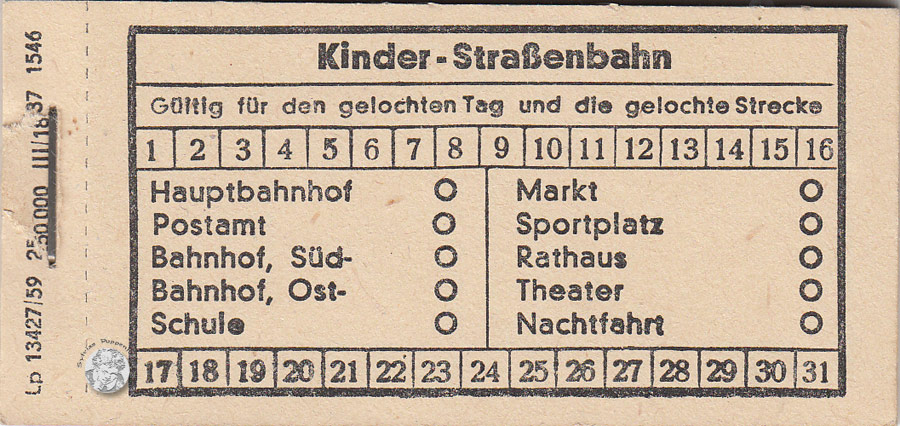 Kinder-Straßenbahn
Gültig für den gelochten Tag und die gelochte Strecke
1 2 3 4 5 6 7 8 9 10 11 12 13 14 15 16
Hauptbahnhof O Markt O
Postamt O Sportplatz O
Bahnhof, Süd- O Rathaus O
Bahnhof, Ost- O Theater O
Schule O Nachtfahrt O
17 18 19 20 21 22 23 24 25 26 27 28 29 30 31
Lp 13427/59 III/18 37 1546